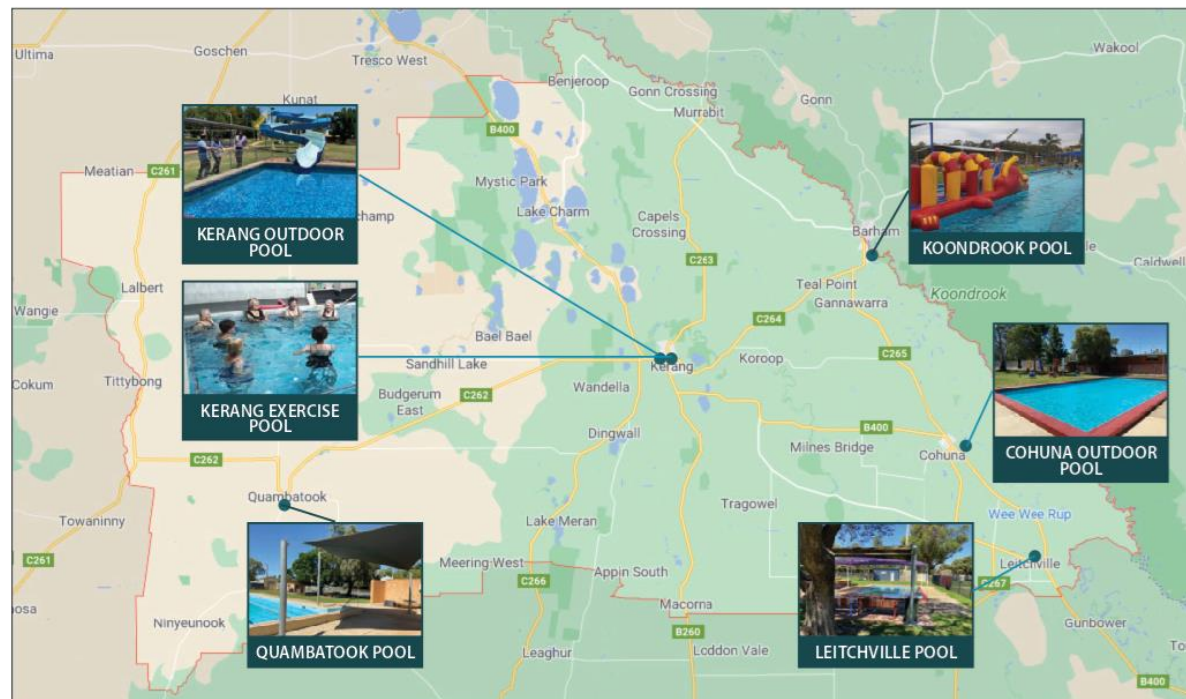 Ultima
Goschen
Tresco West
Wakool
Benjeroop
Gonn Crossing
Gonn
Kunat
Murrabit
B400
C261
Meatian
Mystic Park
Lake Charm
Capels
Crossing
Barham
KERANG OUTDOOR
POOL
KOONDROOK POOL
C263
Caldwell
Lalbert
Teal Point
Gannawarra
Koondrook
Wangie
C264
Bael Bael
Sandhill Lake
Kerang
Koroop
C265
Cokum
Tittybong
Budgerum
East
C262
Wandella
KERANG EXERCISE
POOL
Dingwall
B400
Milnes Bridge
Cohuna
COHUNA OUTDOOR
POOL
C262
Quambatook
Towaninny
Lake Meran
Tragowel
Wee Wee Rup
C261
Meering West
C266
Appin South
Leitchville
C267
Macorna
Ninyeunook
Gunbower
B260
QUAMBATOOK POOL
Leaghur
Loddon Vale
LEITCHVILLE POOL
B400